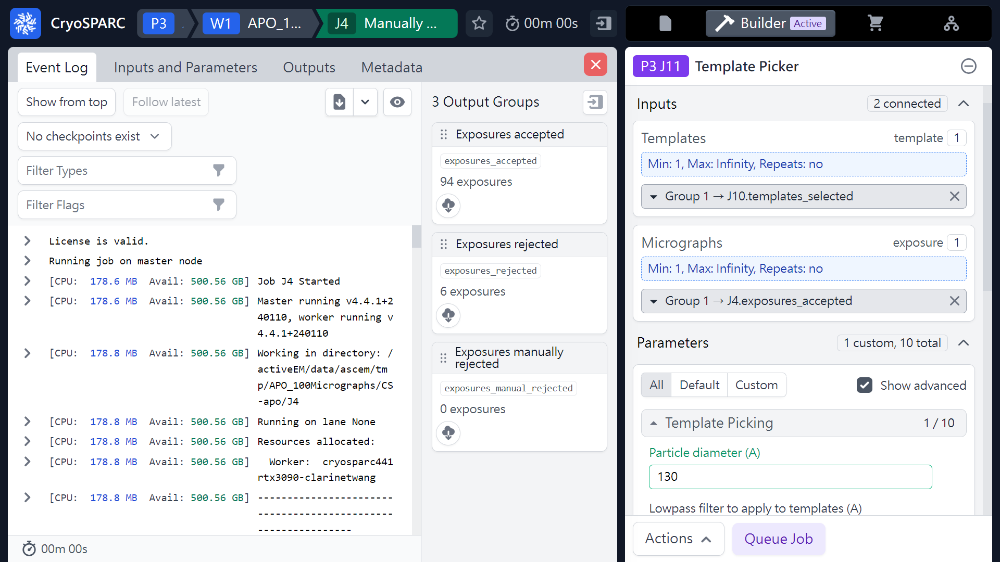 CryoSPARC
P3
W1 APO_1...
J4 Manually ...
00m 00s
Builder Active
Event Log
Inputs and Parameters
Outputs
Metadata
Show from top
Follow latest
No checkpoints exist
Filter Types
Filter Flags
License is valid.
Running job on master node
[CPU: 178.6 MB Avail: 500.56 GB] Job J4 Started
[CPU: 178.6 MB Avail: 500.56 GB] Master running v4.4.1+2
40110, worker running v
4.4.1+240110
[CPU: 178.8 MB Avail: 500.56 GB] Working in directory: /
activeEM/data/ascem/tm
p/APO_100Micrographs/CS
-apo/J4
[CPU: 178.8 MB Avail: 500.56 GB] Running on lane None
[CPU: 178.8 MB Avail: 500.56 GB] Resources allocated:
[CPU: 178.8 MB Avail: 500.56 GB] Worker: cryosparc441
rtx3090-clarinetwang
[CPU: 178.8 MB Avail: 500.56 GB] -----------------------
-----------------------
----------------
00m 00s
3 Output Groups
Exposures accepted
exposures_accepted
94 exposures
Exposures rejected
exposures_rejected
6 exposures
Exposures manually
rejected
exposures_manual_rejected
0 exposures
P3 J11 Template Picker
Inputs
2 connected
Templates
template 1
Min: 1, Max: Infinity, Repeats: no
Group 1 → J10.templates_selected
Micrographs
exposure 1
Min: 1, Max: Infinity, Repeats: no
Group 1 → J4.exposures_accepted
Parameters
1 custom, 10 total
All
Default
Custom
Show advanced
Template Picking
1 / 10
Particle diameter (A)
130
Lowpass filter to apply to templates (A)
Actions
Queue Job